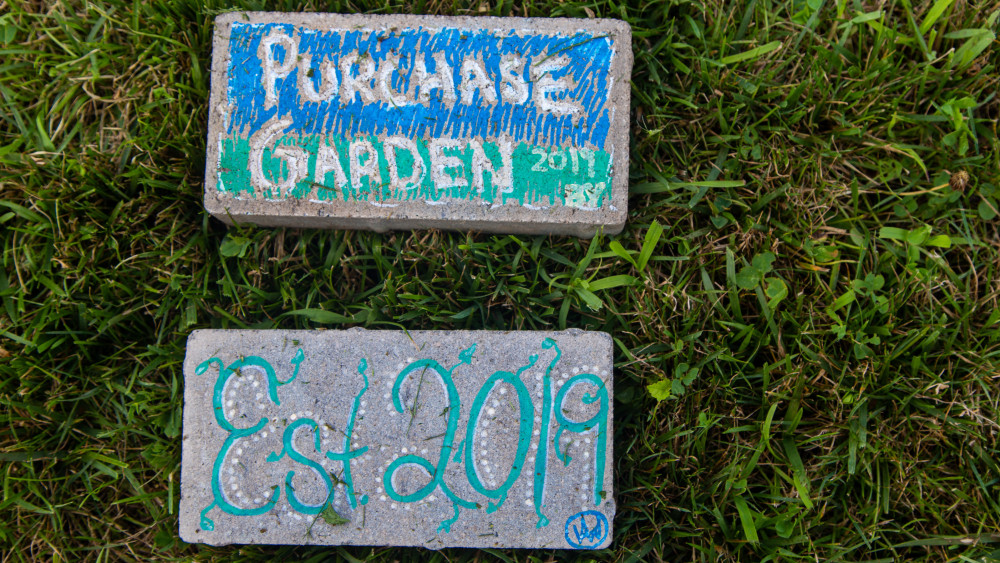 PURCHASE
GARDEN 2019
Est 2019